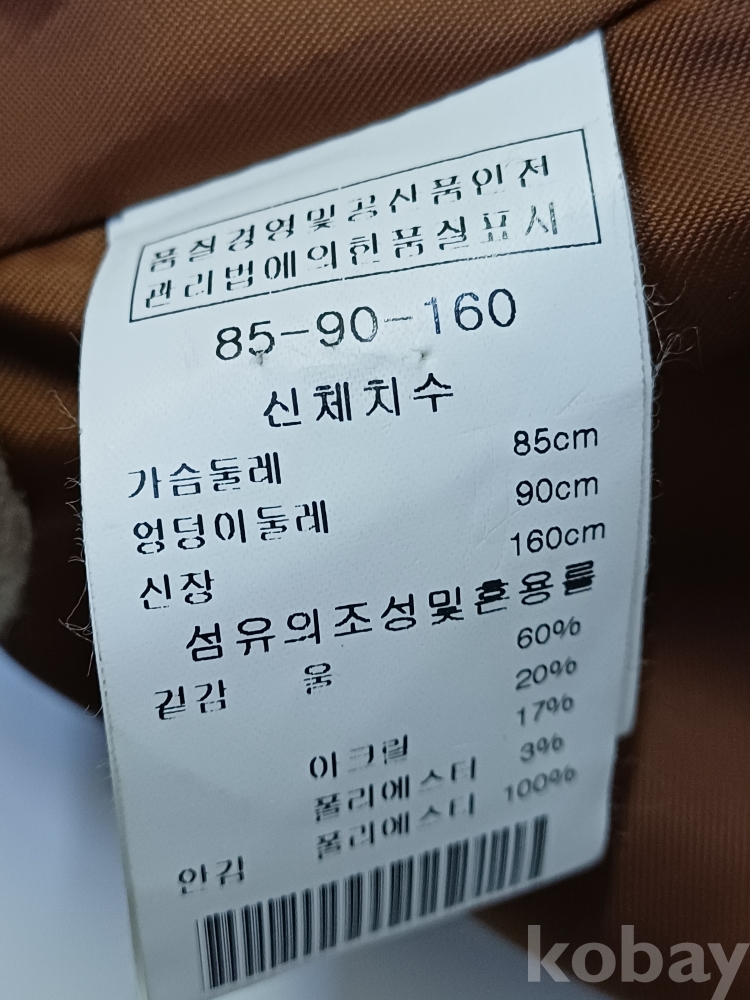 품질경영및공산품안전
관리법에의한품질표시
85-90-160
신체치수
가슴둘레 85cm
엉덩이둘레 90cm
신장 160cm
섬유의조성및혼용률
겉감 울 60%
20%
아크릴 17%
폴리에스터 3%
안감 폴리에스터 100%
kobay